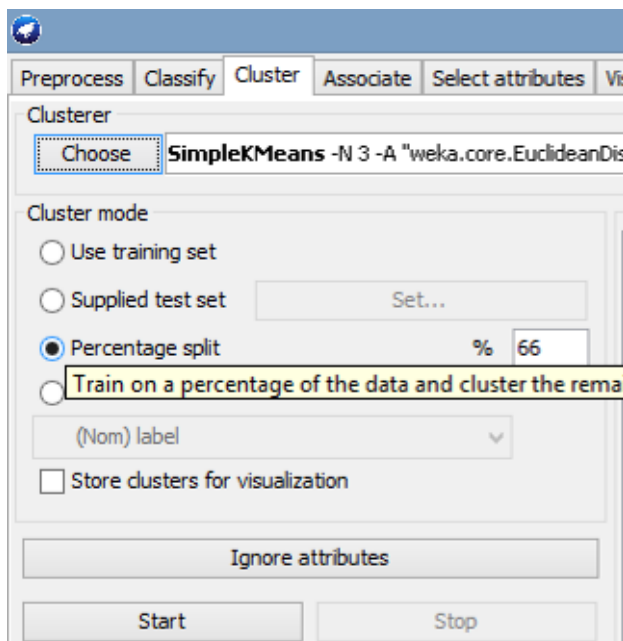 Preprocess Classify Cluster Associate Select attributes
Clusterer
Choose SimpleKMeans -N 3 -A "weka.core.EuclideanDis
Cluster mode
Use training set
Supplied test set Set...
Percentage split % 66
Train on a percentage of the data and cluster the rema
(Nom) label
Store clusters for visualization
Ignore attributes
Start Stop